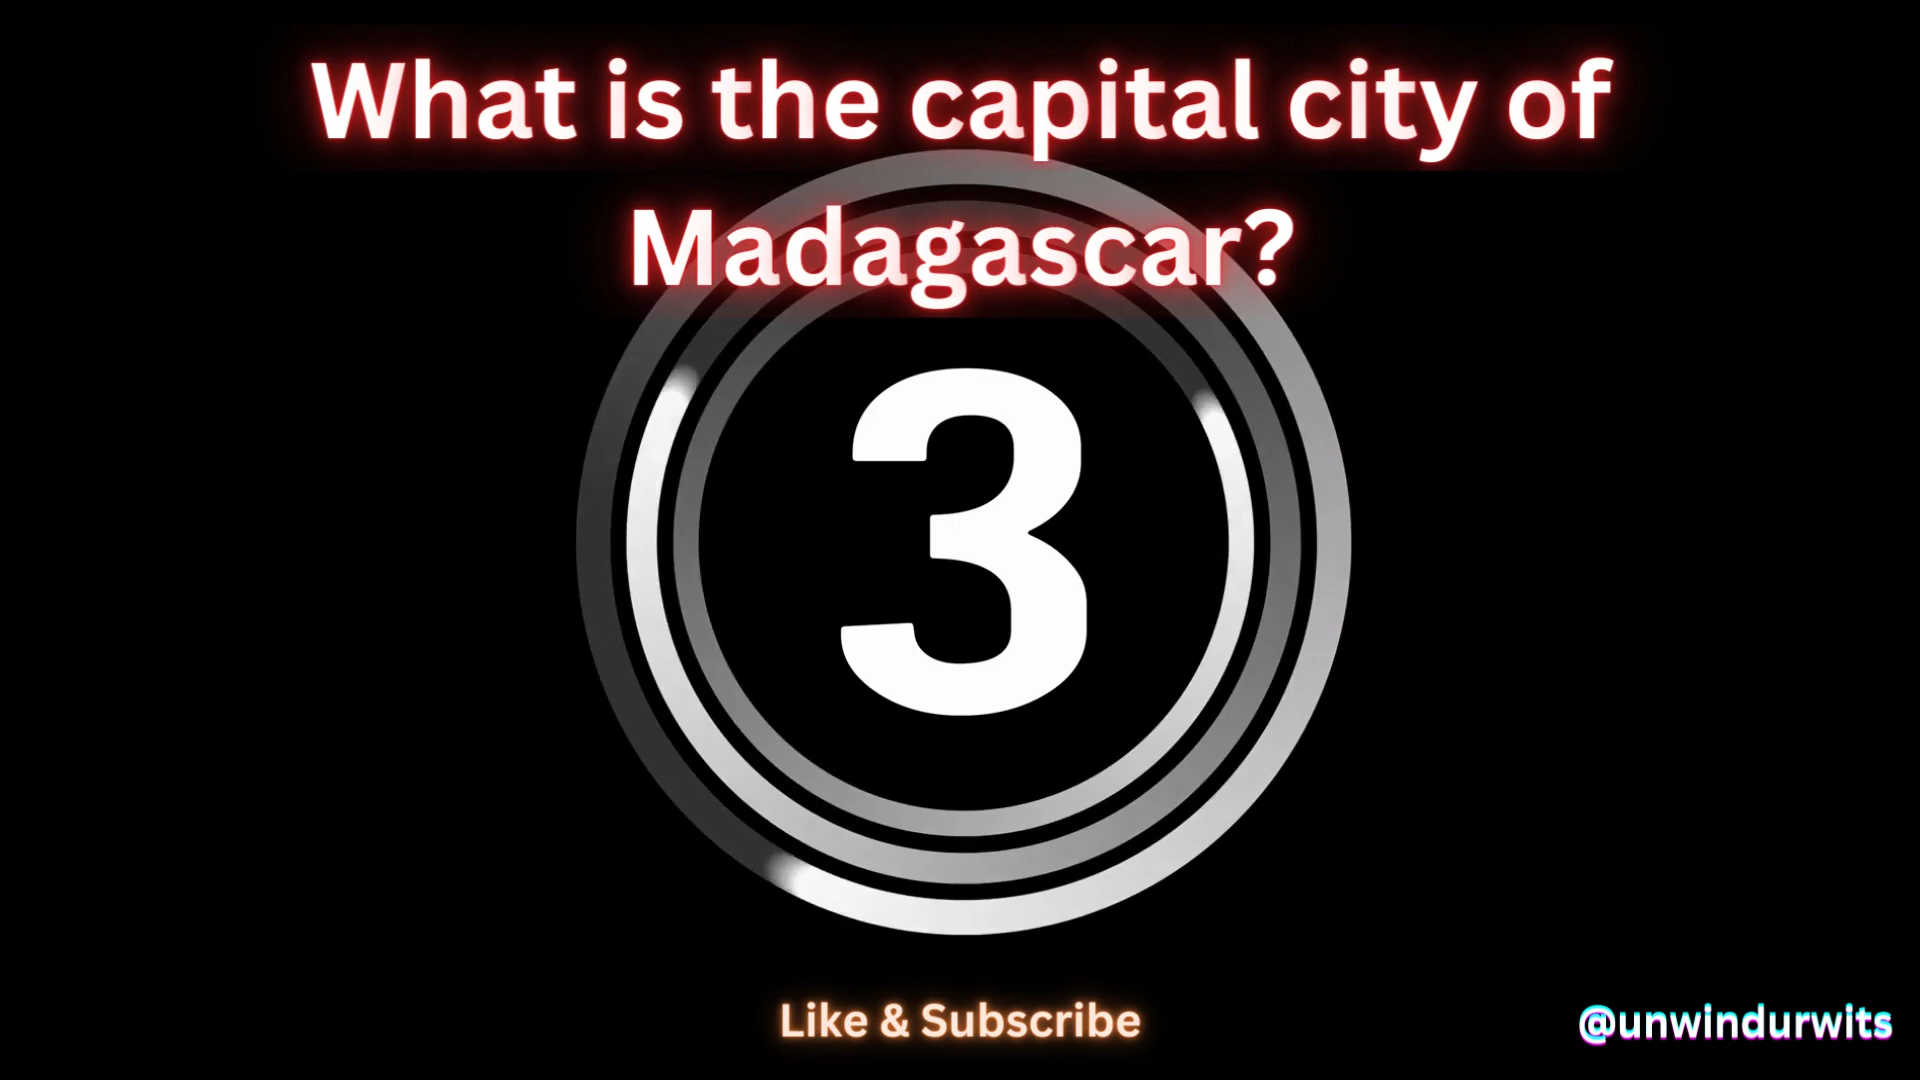 What is the capital city of
Madagascar?
3
Like & Subscribe
@unwindurwits